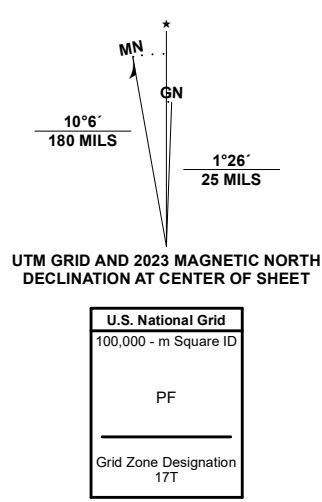 ★
MN
GN
10°6´
180 MILS
1°26´
25 MILS
UTM GRID AND 2023 MAGNETIC NORTH
DECLINATION AT CENTER OF SHEET
U.S. National Grid
100,000 - m Square ID
PF
Grid Zone Designation
17T